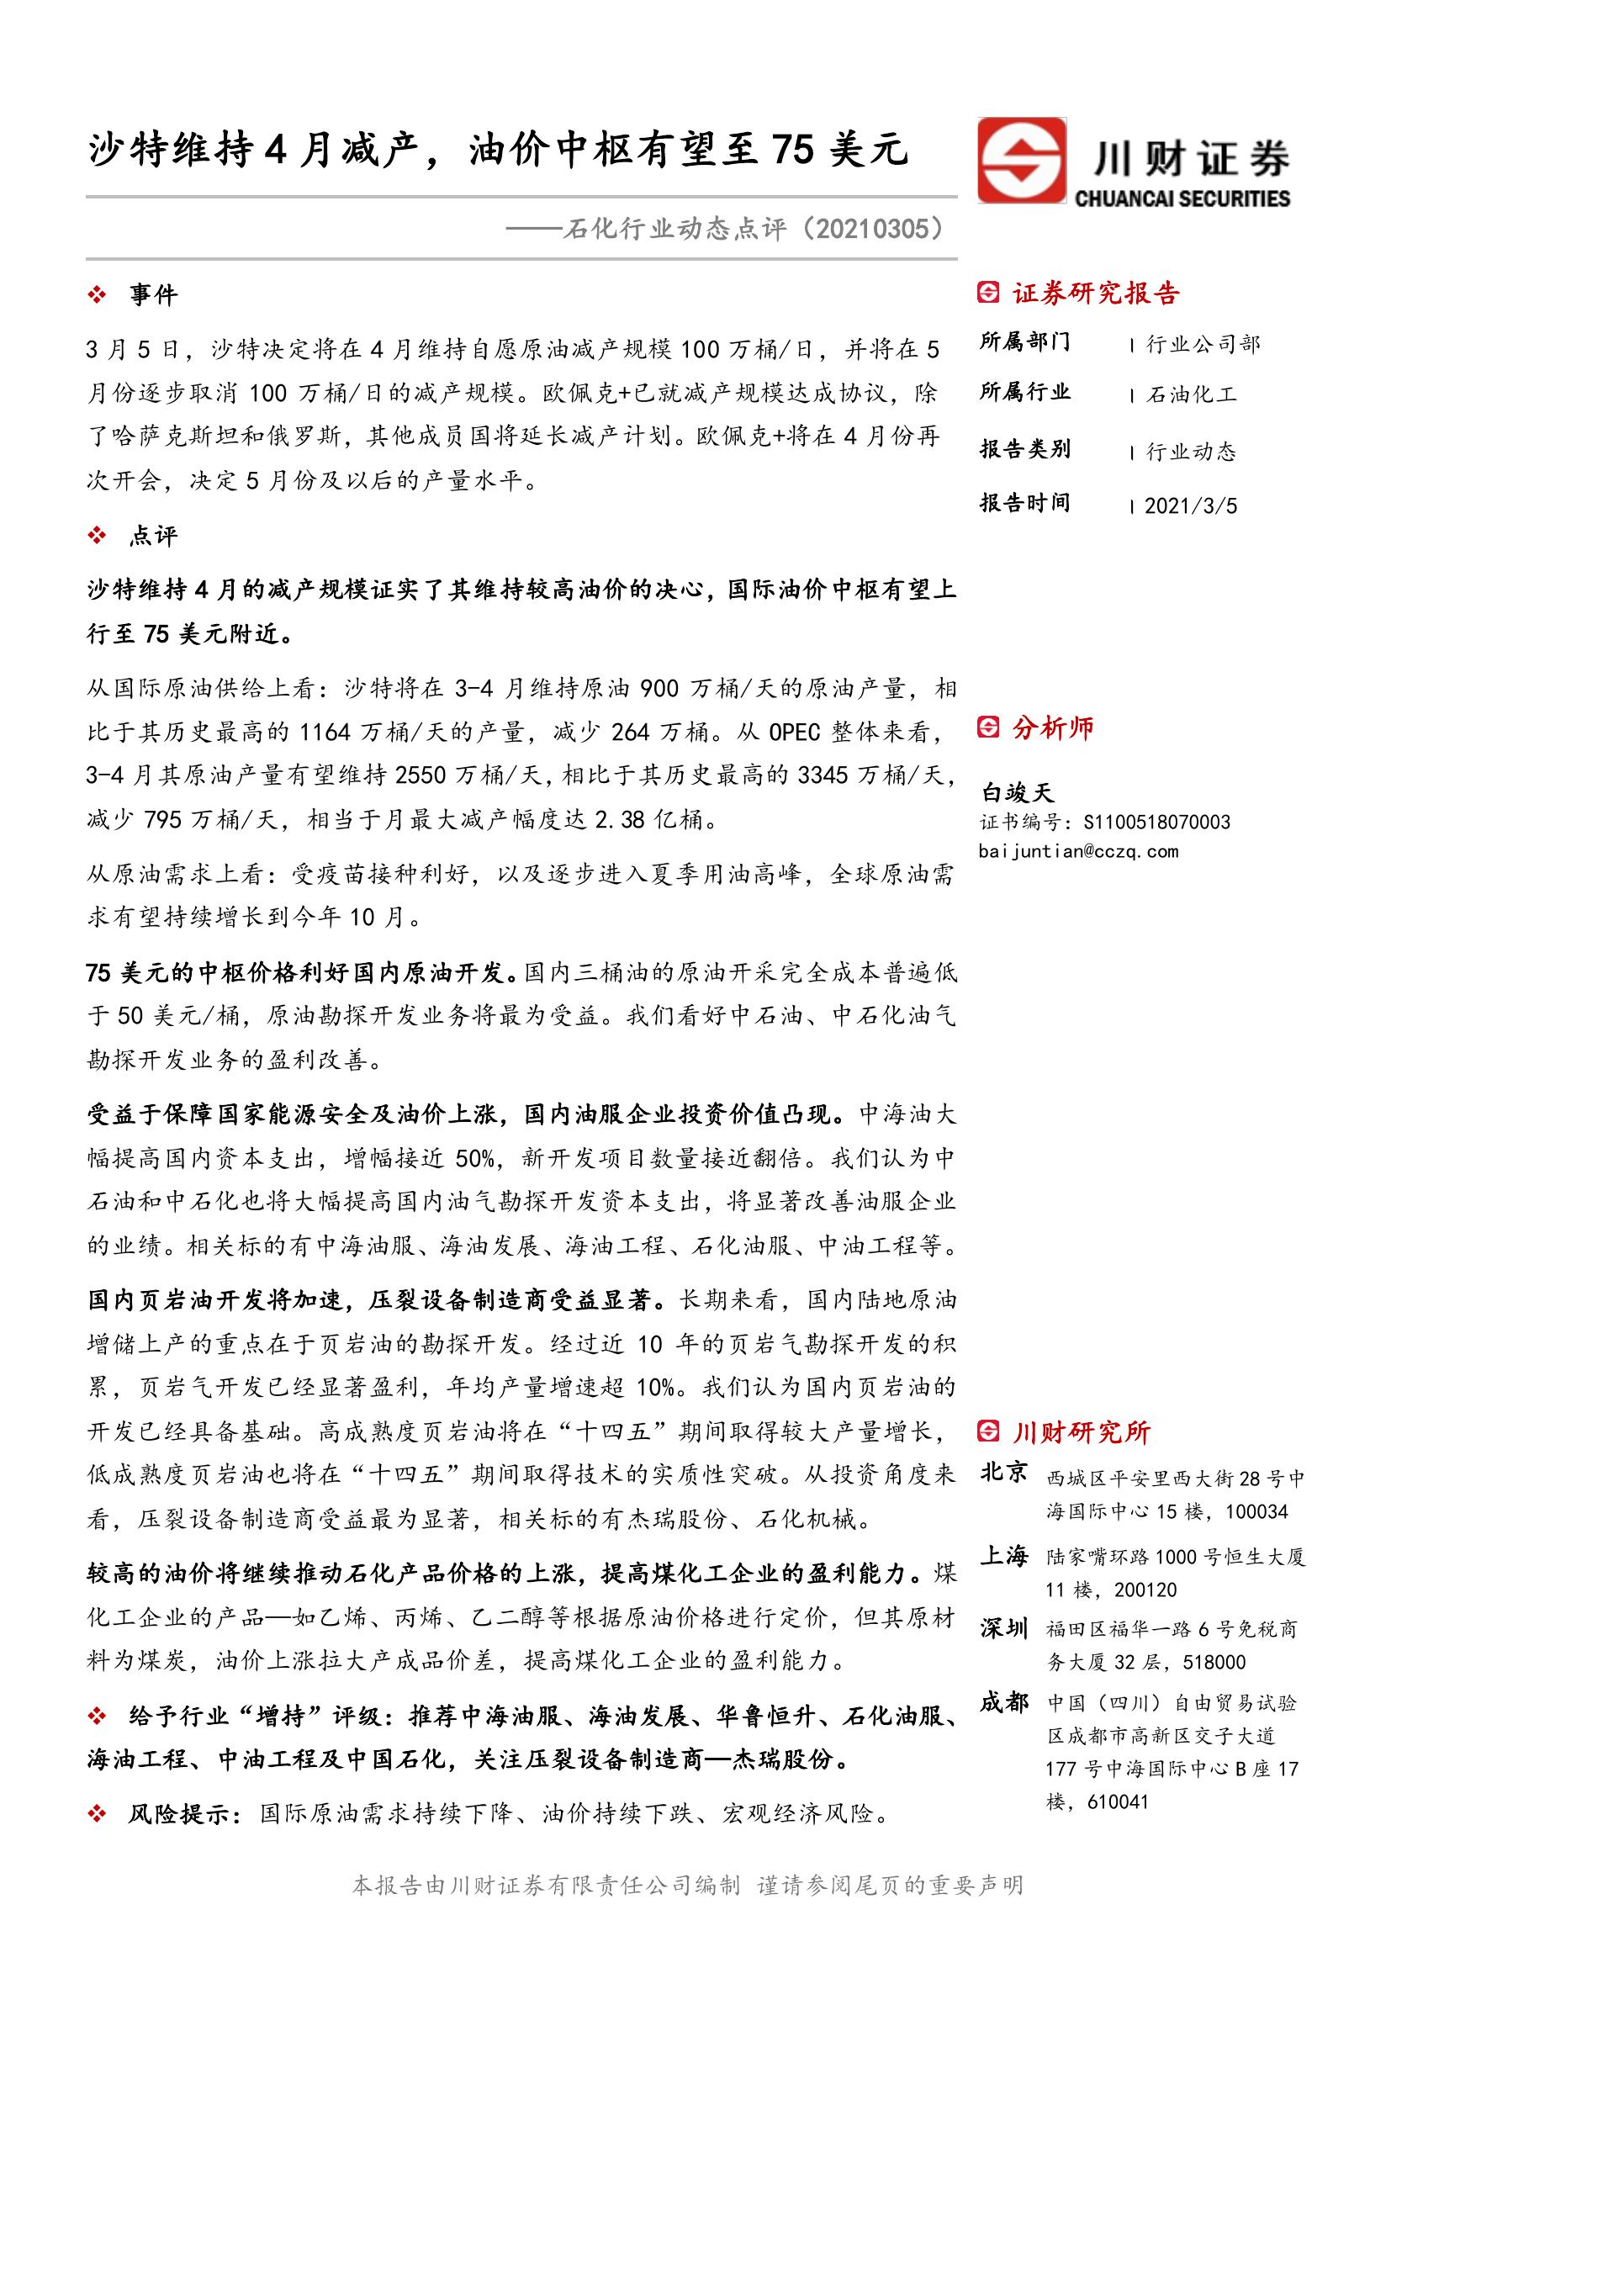 沙特维持 4 月减产，油价中枢有望至 75 美元
——石化行业动态点评（20210305）
事件
3 月 5 日，沙特决定将在 4 月维持自愿原油减产规模 100 万桶/日，并将在 5
月份逐步取消 100 万桶/日的减产规模。欧佩克+已就减产规模达成协议，除
了哈萨克斯坦和俄罗斯，其他成员国将延长减产计划。欧佩克+将在 4 月份再
次开会，决定 5 月份及以后的产量水平。
点评
沙特维持 4 月的减产规模证实了其维持较高油价的决心，国际油价中枢有望上
行至 75 美元附近。
从国际原油供给上看：沙特将在 3-4 月维持原油 900 万桶/天的原油产量，相
比于其历史最高的 1164 万桶/天的产量，减少 264 万桶。从 OPEC 整体来看，
3-4 月其原油产量有望维持 2550 万桶/天，相比于其历史最高的 3345 万桶/天，
减少 795 万桶/天，相当于月最大减产幅度达 2.38 亿桶。
从原油需求上看：受疫苗接种利好，以及逐步进入夏季用油高峰，全球原油需
求有望持续增长到今年 10 月。
75 美元的中枢价格利好国内原油开发。国内三桶油的原油开采完全成本普遍低
于 50 美元/桶，原油勘探开发业务将最为受益。我们看好中石油、中石化油气
勘探开发业务的盈利改善。
受益于保障国家能源安全及油价上涨，国内油服企业投资价值凸现。中海油大
幅提高国内资本支出，增幅接近 50%，新开发项目数量接近翻倍。我们认为中
石油和中石化也将大幅提高国内油气勘探开发资本支出，将显著改善油服企业
的业绩。相关标的有中海油服、海油发展、海油工程、石化油服、中油工程等。
国内页岩油开发将加速，压裂设备制造商受益显著。长期来看，国内陆地原油
增储上产的重点在于页岩油的勘探开发。经过近 10 年的页岩气勘探开发的积
累，页岩气开发已经显著盈利，年均产量增速超 10%。我们认为国内页岩油的
开发已经具备基础。高成熟度页岩油将在“十四五”期间取得较大产量增长，
低成熟度页岩油也将在“十四五”期间取得技术的实质性突破。从投资角度来
看，压裂设备制造商受益最为显著，相关标的有杰瑞股份、石化机械。
较高的油价将继续推动石化产品价格的上涨，提高煤化工企业的盈利能力。煤
化工企业的产品—如乙烯、丙烯、乙二醇等根据原油价格进行定价，但其原材
料为煤炭，油价上涨拉大产成品价差，提高煤化工企业的盈利能力。
给予行业“增持”评级：推荐中海油服、海油发展、华鲁恒升、石化油服、
海油工程、中油工程及中国石化，关注压裂设备制造商—杰瑞股份。
风险提示：国际原油需求持续下降、油价持续下跌、宏观经济风险。
川财证券
CHUANCAI SECURITIES
证券研究报告
所属部门 | 行业公司部
所属行业 | 石油化工
报告类别 | 行业动态
报告时间 | 2021/3/5
分析师
白竣天
证书编号：S1100518070003
baijuntian@cczq.com
川财研究所
北京 西城区平安里西大街 28 号中
海国际中心 15 楼，100034
上海 陆家嘴环路 1000 号恒生大厦
11 楼，200120
深圳 福田区福华一路 6 号免税商
务大厦 32 层，518000
成都 中国（四川）自由贸易试验
区成都市高新区交子大道
177 号中海国际中心 B 座 17
楼，610041
本报告由川财证券有限责任公司编制 谨请参阅尾页的重要声明